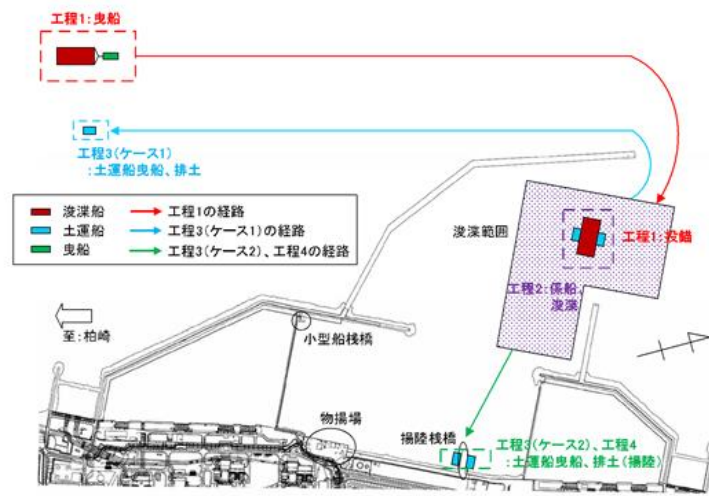 工程1:曳船
工程3(ケース1)
:土運船曳船、排土
浚渫船
工程1の経路
土運船
工程3(ケース1)の経路
曳船
工程3(ケース2)、工程4の経路
浚渫範囲
工程1:投錨
工程2:係船、
浚渫
至:柏崎
小型船桟橋
物揚場
揚陸桟橋
工程3(ケース2)、工程4
:土運船曳船、排土(揚陸)